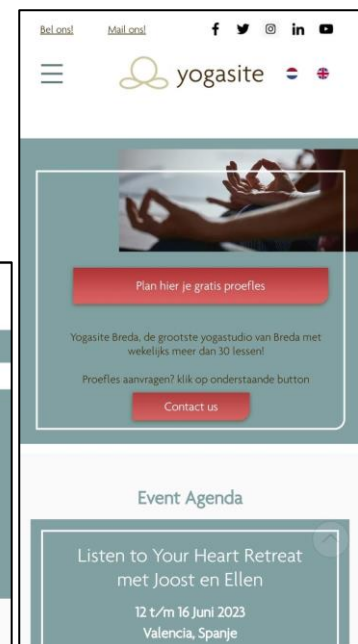 Bel ons! Mail ons!
yogasite
Plan hier je gratis proefles
Yogasite Breda, de grootste yogastudio van Breda met
wekelijks meer dan 30 lessen!
Proefles aanvragen? klik op onderstaande button
Contact us
Event Agenda
Listen to Your Heart Retreat
met Joost en Ellen
12 t/m 16 Juni 2023
Valencia, Spanje